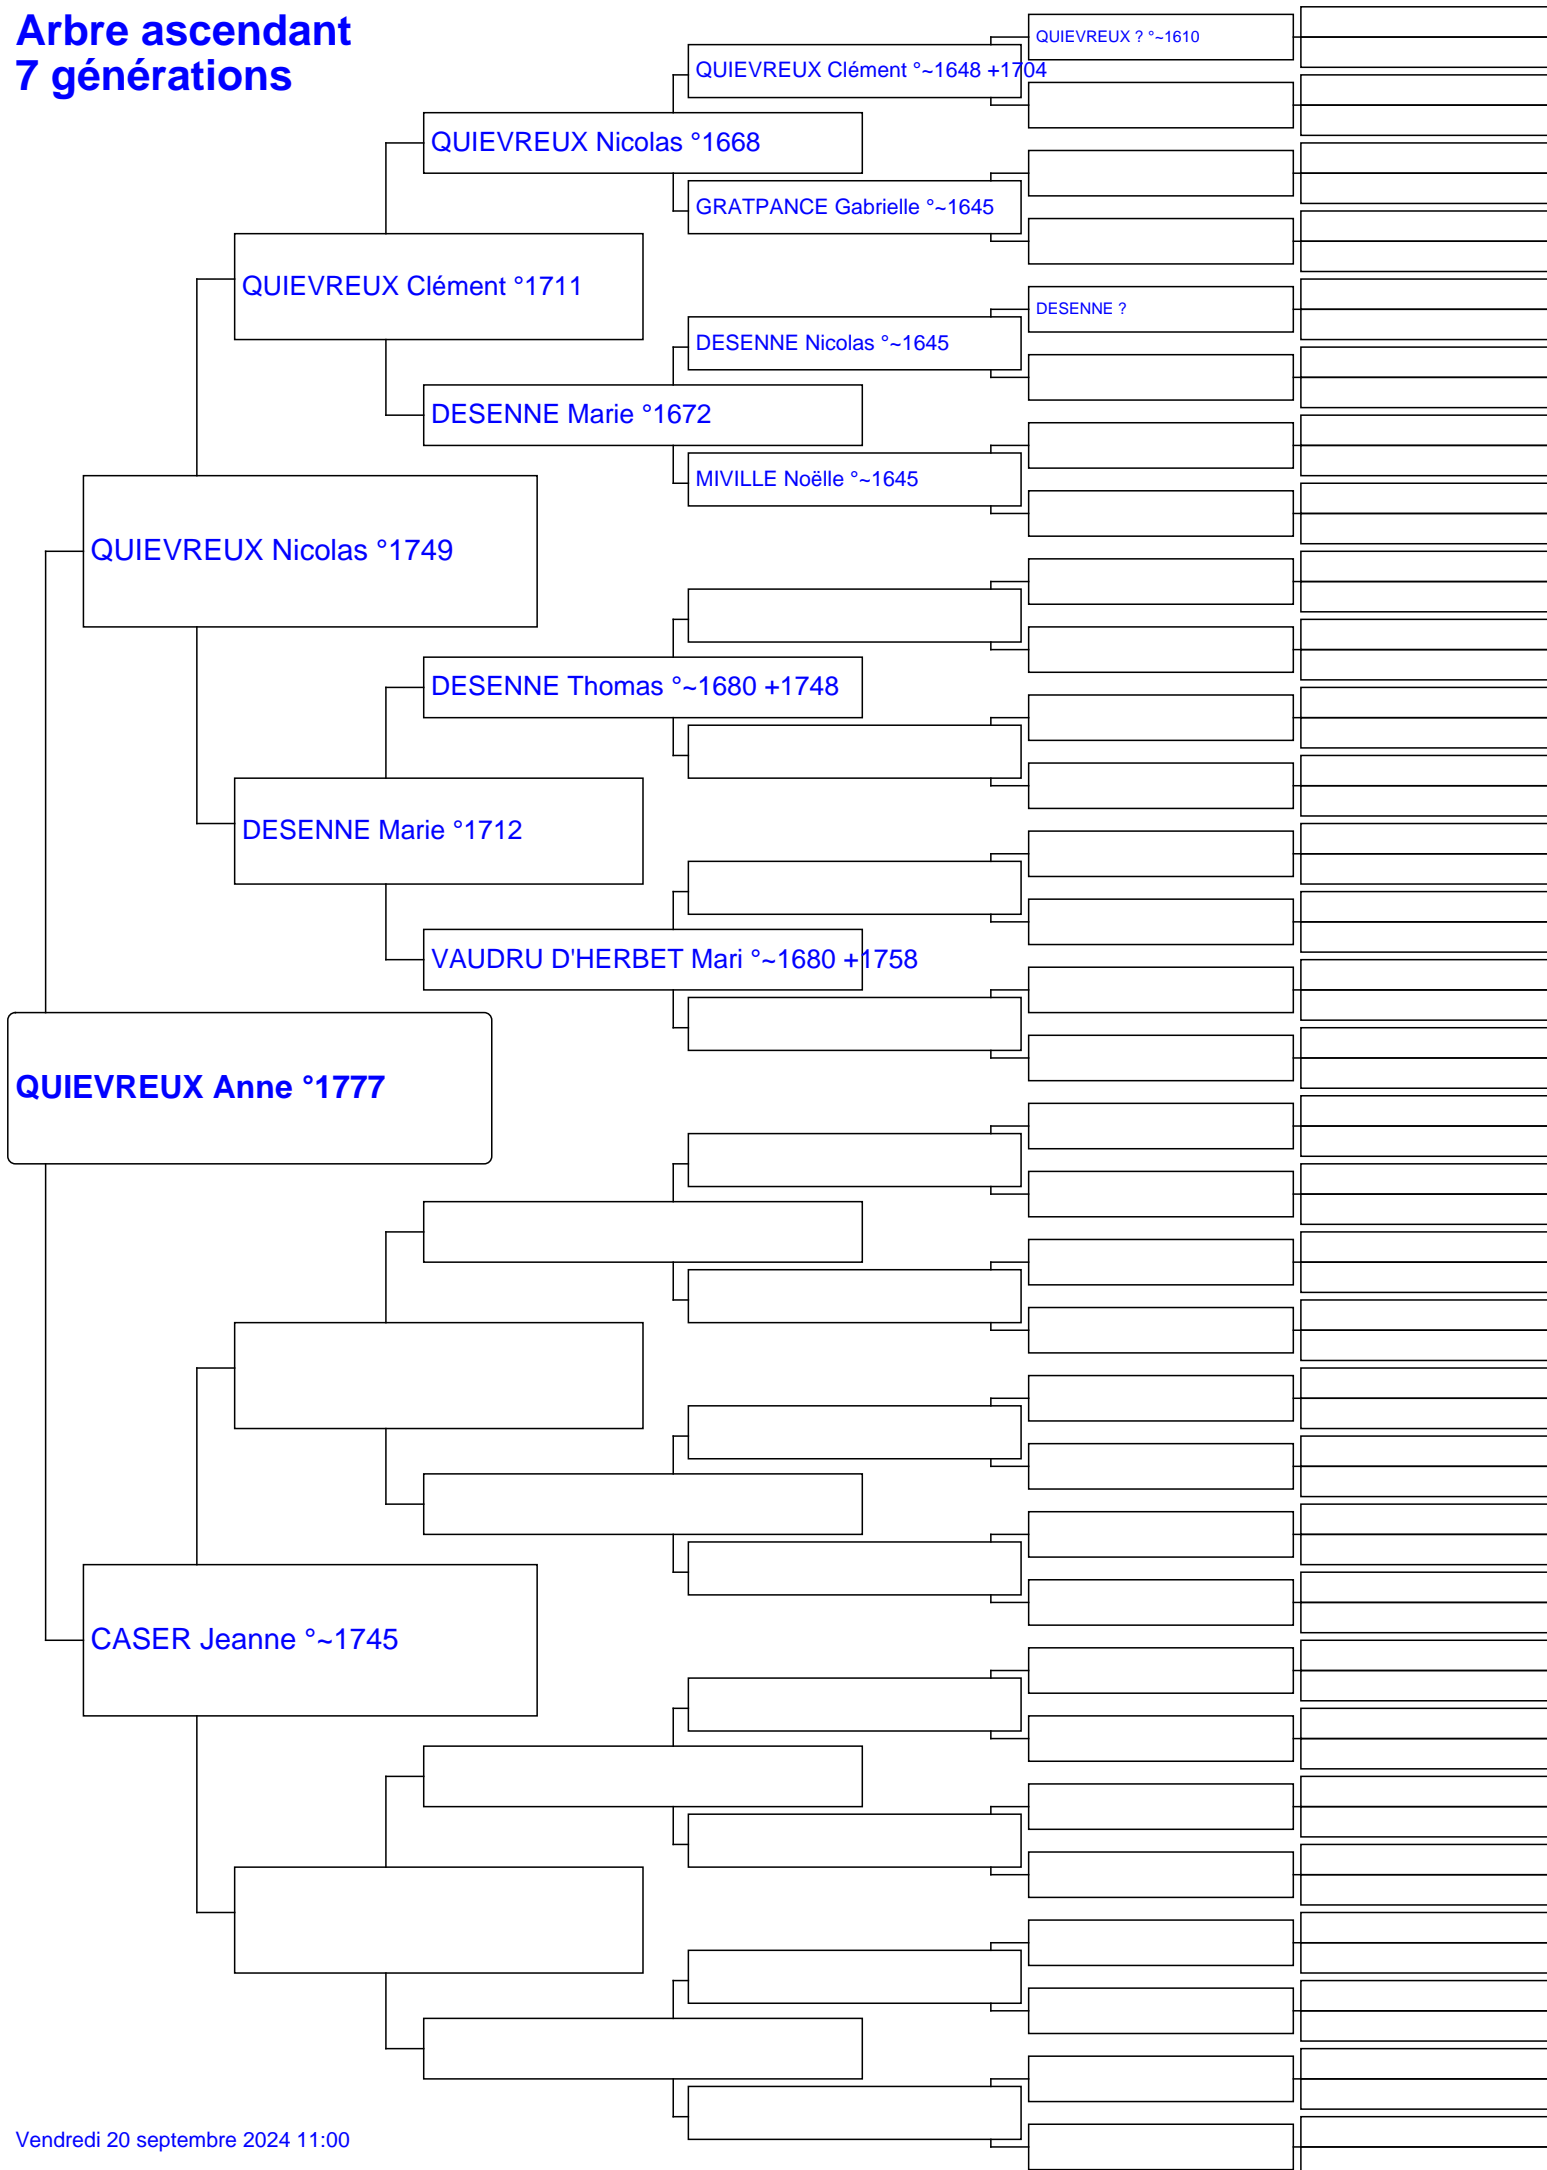 Arbre ascendant
7 générations
QUIEVREUX ? °~1610
QUIEVREUX Clément °~1648 +1704
QUIEVREUX Nicolas °1668
GRATPANCE Gabrielle °~1645
QUIEVREUX Clément °1711
DESENNE ?
DESENNE Nicolas °~1645
DESENNE Marie °1672
MIVILLE Noëlle °~1645
QUIEVREUX Nicolas °1749
DESENNE Thomas °~1680 +1748
DESENNE Marie °1712
VAUDRU D'HERBET Mari °~1680 +1758
QUIEVREUX Anne °1777
CASER Jeanne °~1745
Vendredi 20 septembre 2024 11:00